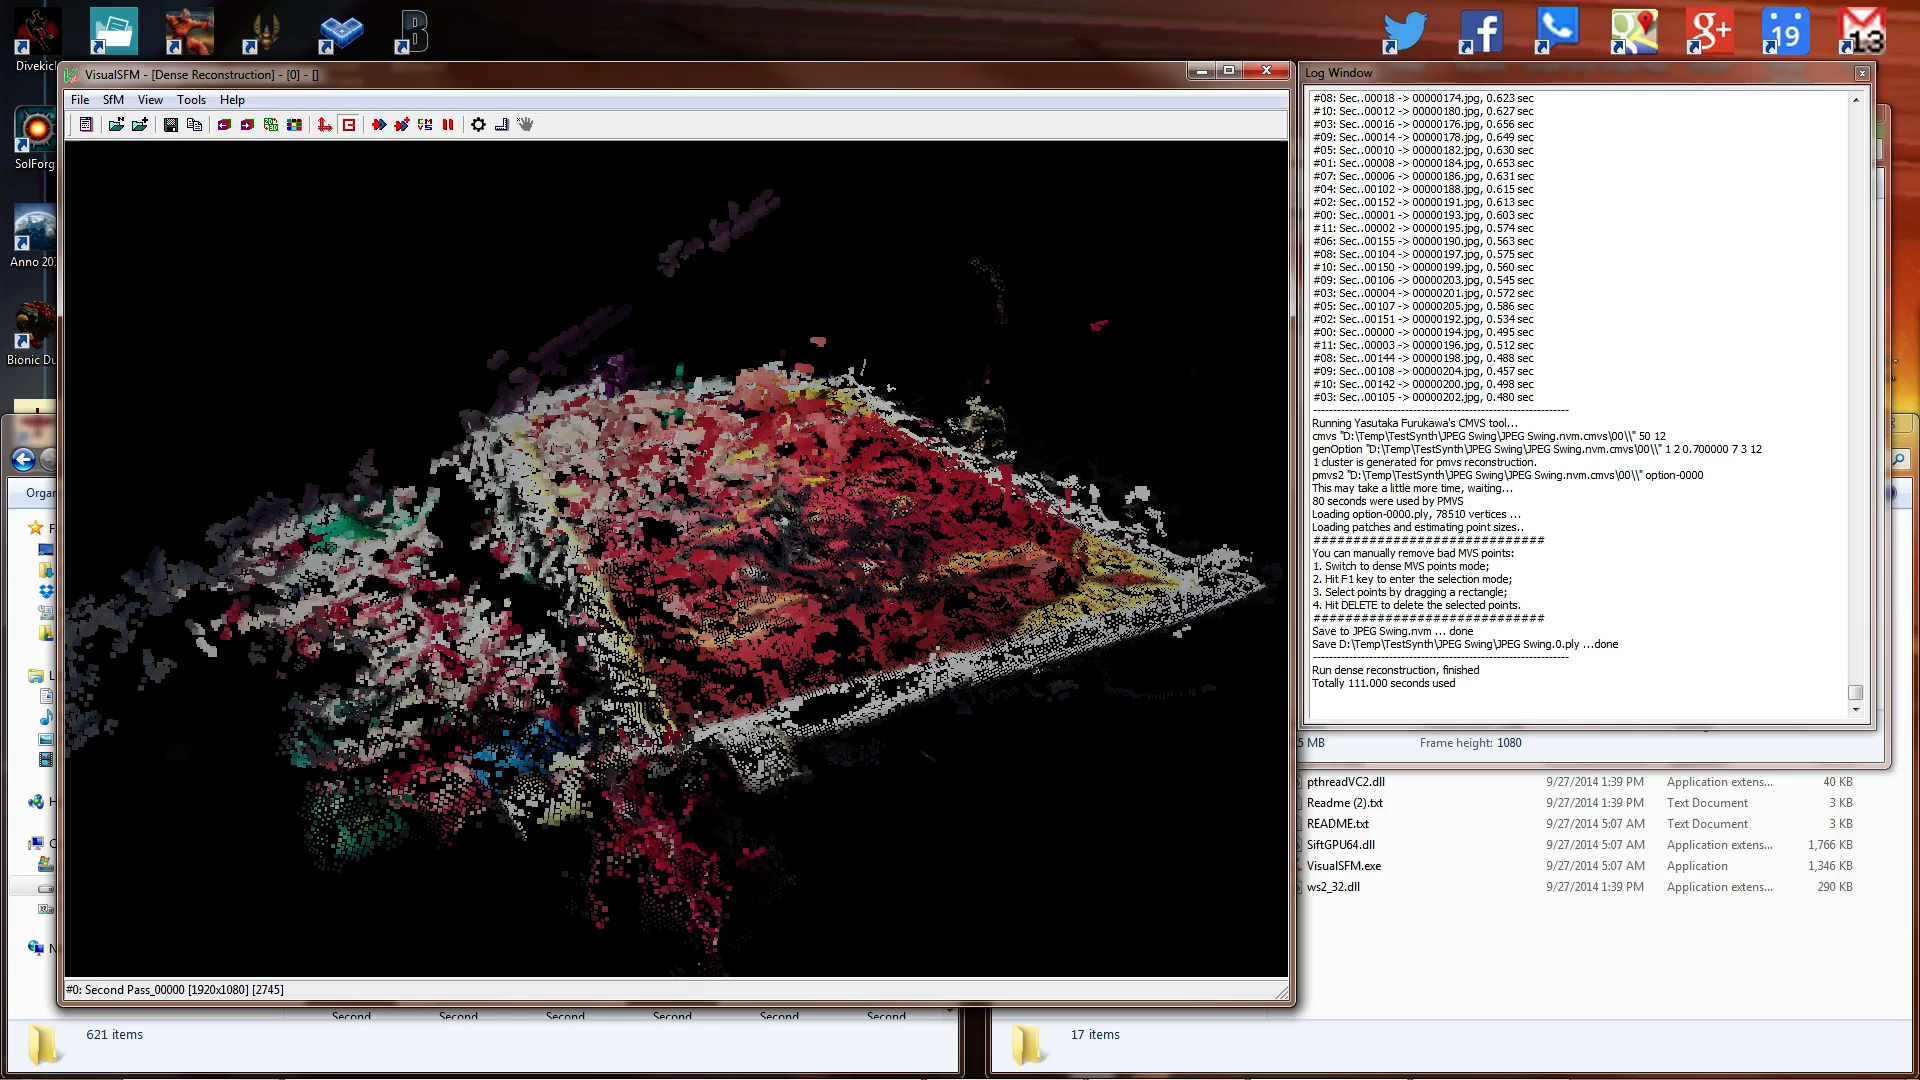 Divekick
SolForg
Anno 20
Bionic Du
B
19
13
VisualSFM - [Dense Reconstruction] - [0] - []
File SfM View Tools Help
#0: Second Pass_00000 [1920x1080] [2745]
Log Window
#08: Sec..00018 -> 00000174.jpg, 0.623 sec
#10: Sec..00012 -> 00000180.jpg, 0.627 sec
#03: Sec..00016 -> 00000176.jpg, 0.656 sec
#09: Sec..00014 -> 00000178.jpg, 0.649 sec
#05: Sec..00010 -> 00000182.jpg, 0.630 sec
#01: Sec..00008 -> 00000184.jpg, 0.653 sec
#07: Sec..00006 -> 00000186.jpg, 0.631 sec
#04: Sec..00102 -> 00000188.jpg, 0.615 sec
#02: Sec..00152 -> 00000191.jpg, 0.613 sec
#00: Sec..00001 -> 00000193.jpg, 0.603 sec
#11: Sec..00002 -> 00000195.jpg, 0.574 sec
#06: Sec..00155 -> 00000190.jpg, 0.563 sec
#08: Sec..00104 -> 00000197.jpg, 0.575 sec
#10: Sec..00150 -> 00000199.jpg, 0.560 sec
#09: Sec..00106 -> 00000203.jpg, 0.545 sec
#03: Sec..00004 -> 00000201.jpg, 0.572 sec
#05: Sec..00107 -> 00000205.jpg, 0.586 sec
#02: Sec..00151 -> 00000192.jpg, 0.534 sec
#00: Sec..00000 -> 00000194.jpg, 0.495 sec
#11: Sec..00003 -> 00000196.jpg, 0.512 sec
#08: Sec..00144 -> 00000198.jpg, 0.488 sec
#09: Sec..00108 -> 00000204.jpg, 0.457 sec
#10: Sec..00142 -> 00000200.jpg, 0.498 sec
#03: Sec..00105 -> 00000202.jpg, 0.480 sec
----------------------------------------------------------------
Running Yasutaka Furukawa's CMVS tool...
cmvs "D:\Temp\TestSynth\JPEG Swing\JPEG Swing.nvm.cmvs\00\\" 50 12
genOption "D:\Temp\TestSynth\JPEG Swing\JPEG Swing.nvm.cmvs\00\\" 1 2 0.700000 7 3 12
1 cluster is generated for pmvs reconstruction.
pmvs2 "D:\Temp\TestSynth\JPEG Swing\JPEG Swing.nvm.cmvs\00\\" option-0000
This may take a little more time, waiting...
80 seconds were used by PMVS
Loading option-0000.ply, 78510 vertices ...
Loading patches and estimating point sizes..
#############################
You can manually remove bad MVS points:
1. Switch to dense MVS points mode;
2. Hit F1 key to enter the selection mode;
3. Select points by dragging a rectangle;
4. Hit DELETE to delete the selected points.
#############################
Save to JPEG Swing.nvm ... done
Save D:\Temp\TestSynth\JPEG Swing\JPEG Swing.0.ply ...done
----------------------------------------------------------------
Run dense reconstruction, finished
Totally 111.000 seconds used
5 MB Frame height: 1080
pthreadVC2.dll 9/27/2014 1:39 PM Application extens... 40 KB
Readme (2).txt 9/27/2014 1:39 PM Text Document 3 KB
README.txt 9/27/2014 5:07 AM Text Document 3 KB
SiftGPU64.dll 9/27/2014 5:07 AM Application extens... 1,766 KB
VisualSFM.exe 9/27/2014 5:07 AM Application 1,346 KB
ws2_32.dll 9/27/2014 1:39 PM Application extens... 290 KB
Organ
Second Second Second Second Second Second
621 items
17 items